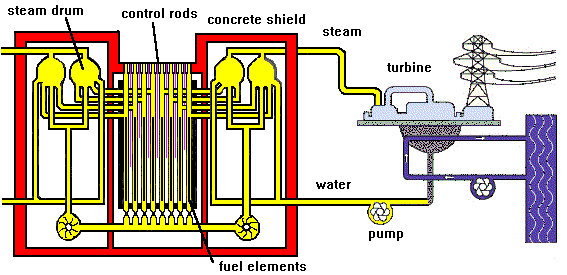 steam drum
control rods
concrete shield
steam
turbine
water
pump
fuel elements